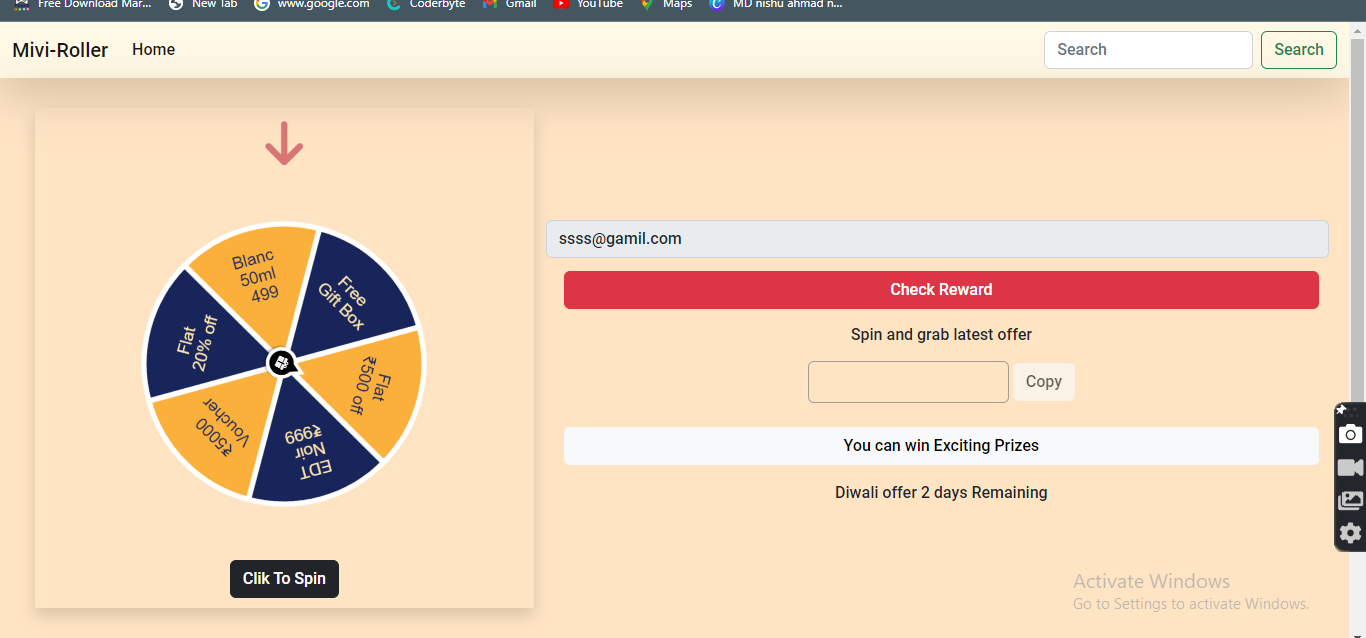 Free Download Mar...
New Tab
www.google.com
Coderbyte
Gmail
YouTube
Maps
MD nishu ahmad n...
Mivi-Roller
Home
Search
Search
Blanc
50ml
499
Free
Gift Box
Flat
₹500 off
EDT
Noir
₹999
₹5000
Voucher
Flat
20% off
Clik To Spin
ssss@gamil.com
Check Reward
Spin and grab latest offer
Copy
You can win Exciting Prizes
Diwali offer 2 days Remaining
Activate Windows
Go to Settings to activate Windows.